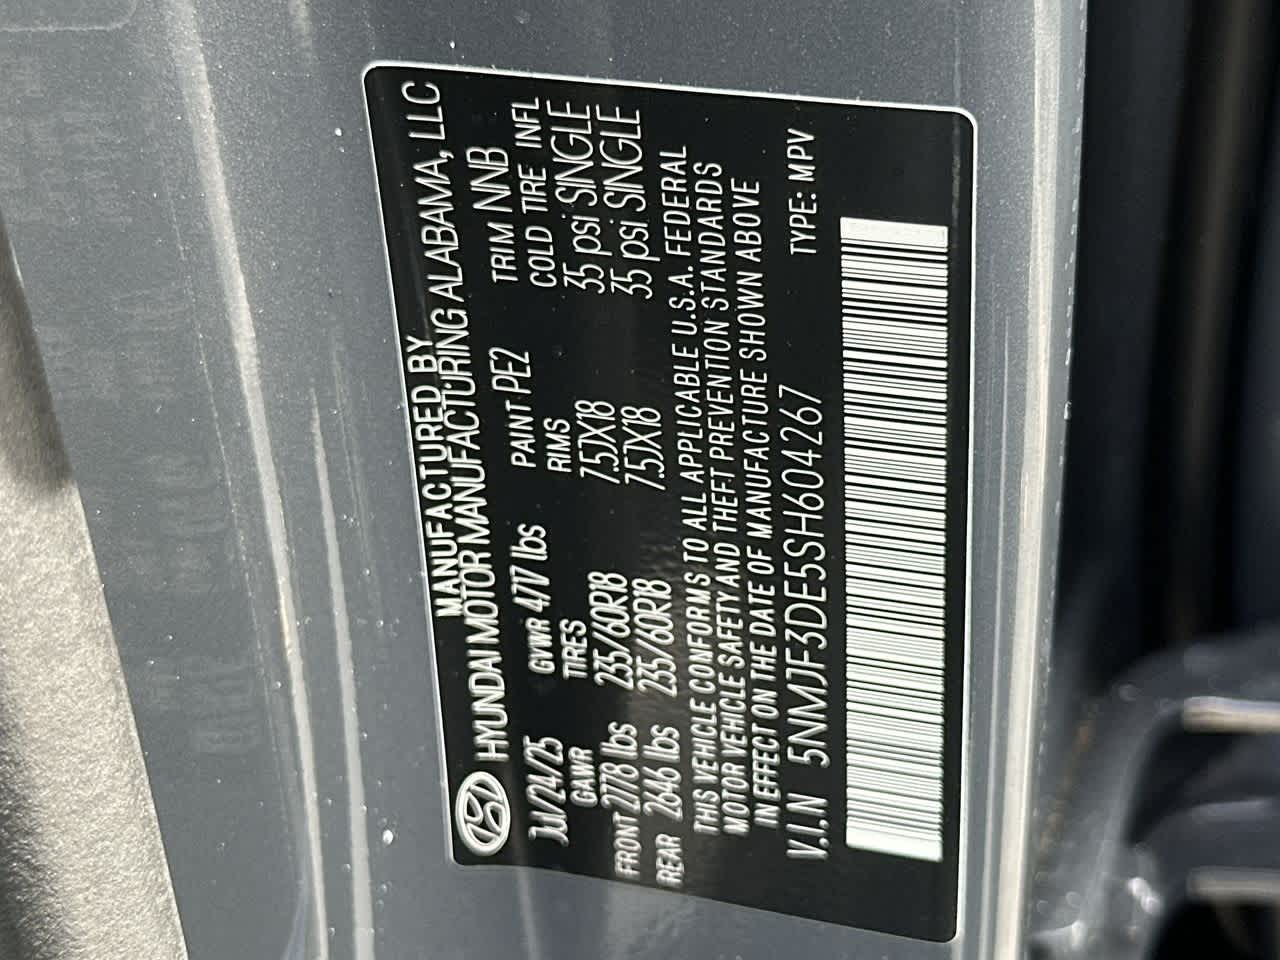 MANUFACTURED BY
HYUNDAI MOTOR MANUFACTURING ALABAMA, LLC
JUL/24/25 GVWR 4717 lbs PAINT PE2 TRIM NNB
GAWR TIRES RIMS COLD TIRE INFL
FRONT 2778 lbs 235/60R18 7.5JX18 35 psi SINGLE
REAR 2646 lbs 235/60R18 7.5JX18 35 psi SINGLE
THIS VEHICLE CONFORMS TO ALL APPLICABLE U.S.A. FEDERAL
MOTOR VEHICLE SAFETY AND THEFT PREVENTION STANDARDS
IN EFFECT ON THE DATE OF MANUFACTURE SHOWN ABOVE
V.I.N 5NMJF3DE5SH604267 TYPE: MPV